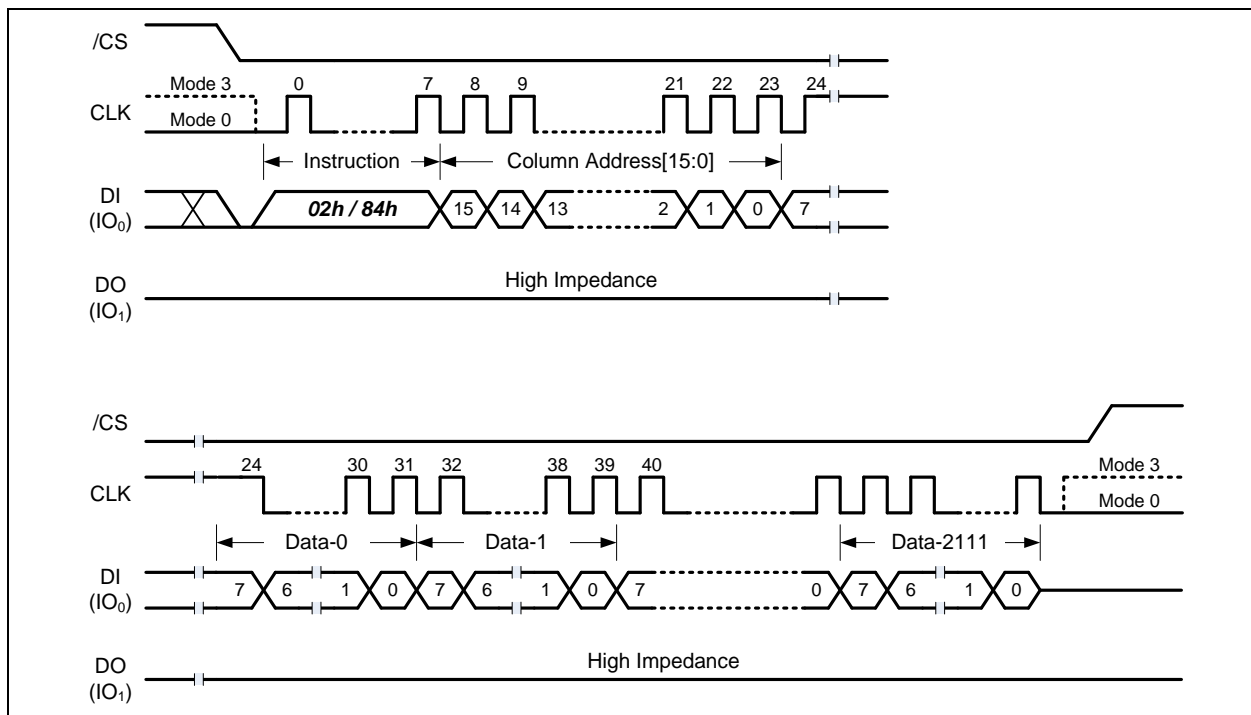 /CS
Mode 3
0 7 8 9 21 22 23 24
CLK
Mode 0
Instruction Column Address[15:0]
DI
(IO₀)
02h / 84h 15 14 13 2 1 0 7
High Impedance
DO
(IO₁)
/CS
24 30 31 32 38 39 40
Mode 3
CLK
Mode 0
Data-0 Data-1 Data-2111
DI
(IO₀)
7 6 1 0 7 6 1 0 7 0 7 6 1 0
High Impedance
DO
(IO₁)